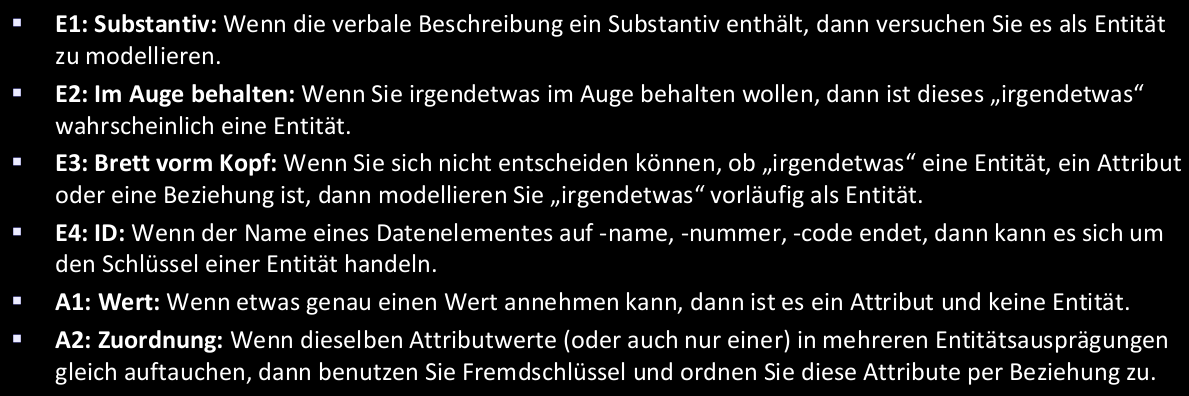 ▪ E1: Substantiv: Wenn die verbale Beschreibung ein Substantiv enthält, dann versuchen Sie es als Entität
zu modellieren.
▪ E2: Im Auge behalten: Wenn Sie irgendetwas im Auge behalten wollen, dann ist dieses „irgendetwas“
wahrscheinlich eine Entität.
▪ E3: Brett vorm Kopf: Wenn Sie sich nicht entscheiden können, ob „irgendetwas“ eine Entität, ein Attribut
oder eine Beziehung ist, dann modellieren Sie „irgendetwas“ vorläufig als Entität.
▪ E4: ID: Wenn der Name eines Datenelementes auf -name, -nummer, -code endet, dann kann es sich um
den Schlüssel einer Entität handeln.
▪ A1: Wert: Wenn etwas genau einen Wert annehmen kann, dann ist es ein Attribut und keine Entität.
▪ A2: Zuordnung: Wenn dieselben Attributwerte (oder auch nur einer) in mehreren Entitätsausprägungen
gleich auftauchen, dann benutzen Sie Fremdschlüssel und ordnen Sie diese Attribute per Beziehung zu.